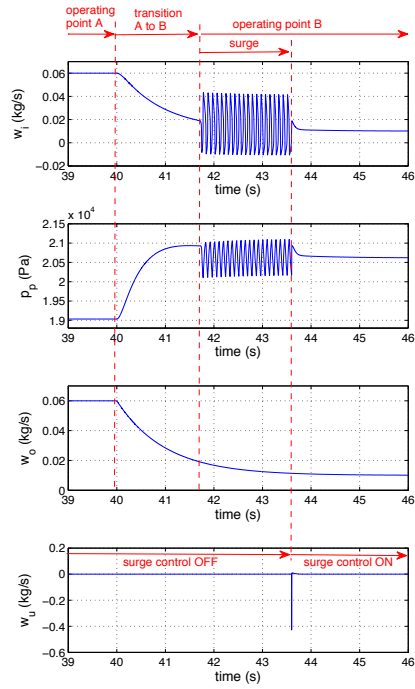 operating point A
transition A to B
operating point B
surge
0.06
0.04
0.02
0
−0.02
w_i (kg/s)
39 40 41 42 43 44 45 46
time (s)
x 10^4
2.15
2.1
2.05
2
1.95
1.9
p_p (Pa)
39 40 41 42 43 44 45 46
time (s)
0.06
0.04
0.02
0
w_o (kg/s)
39 40 41 42 43 44 45 46
time (s)
surge control OFF
surge control ON
0.2
0
−0.2
−0.4
−0.6
w_u (kg/s)
39 40 41 42 43 44 45 46
time (s)